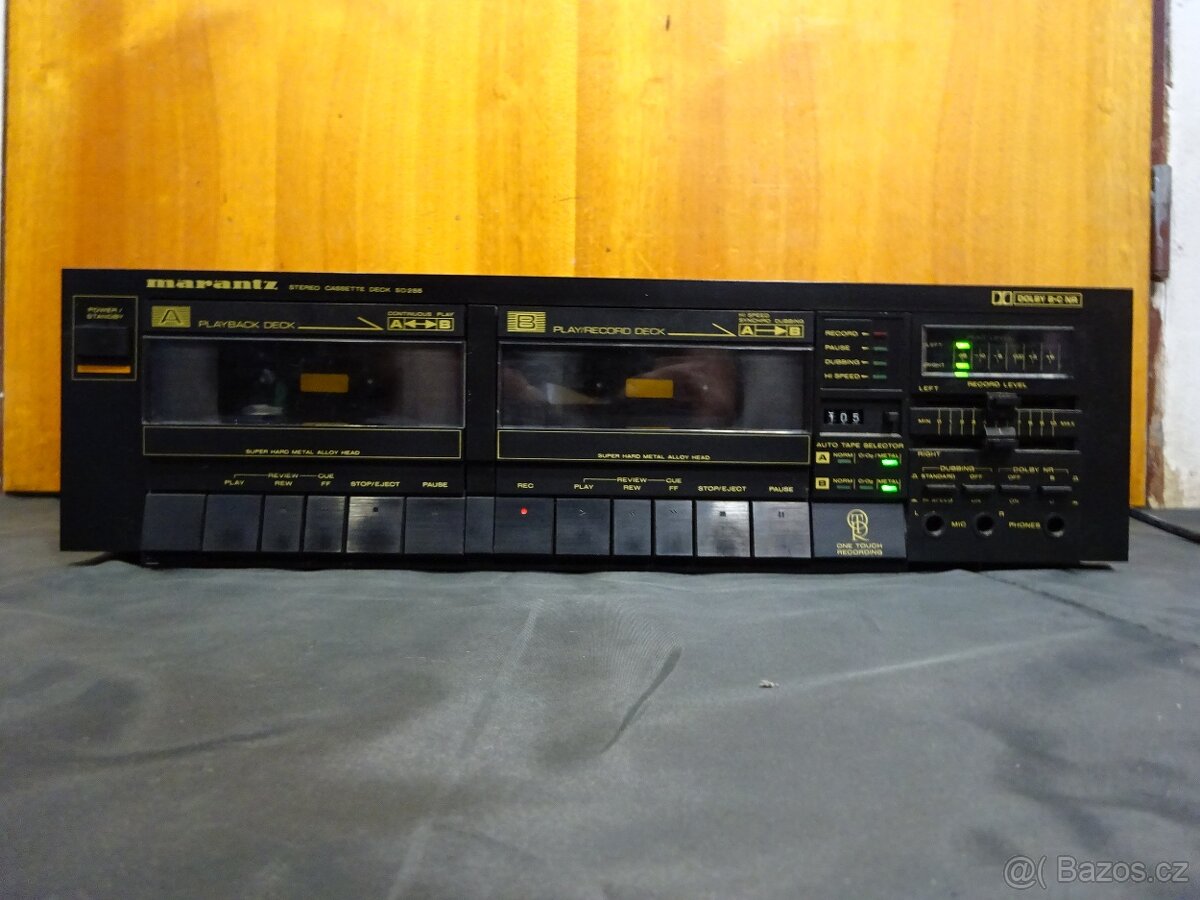 marantz STEREO CASSETTE DECK SD285
DOLBY B-C NR
POWER/
STANDBY
A PLAYBACK DECK
CONTINUOUS PLAY
A B
B PLAY/RECORD DECK
HI SPEED
SYNCHRO DUBBING
A B
RECORD
PAUSE
DUBBING
HI SPEED
LEFT
RIGHT
LEFT RECORD LEVEL
MIN MAX
RIGHT
105
AUTO TAPE SELECTOR
A NORM CrO2 METAL
B NORM CrO2 METAL
SUPER HARD METAL ALLOY HEAD
SUPER HARD METAL ALLOY HEAD
REVIEW CUE
PLAY REW FF STOP/EJECT PAUSE
REC
REVIEW CUE
PLAY REW FF STOP/EJECT PAUSE
DUBBING DOLBY NR
STANDARD OFF OFF B
L MIC R PHONES
ONE TOUCH
RECORDING
@( Bazos.cz